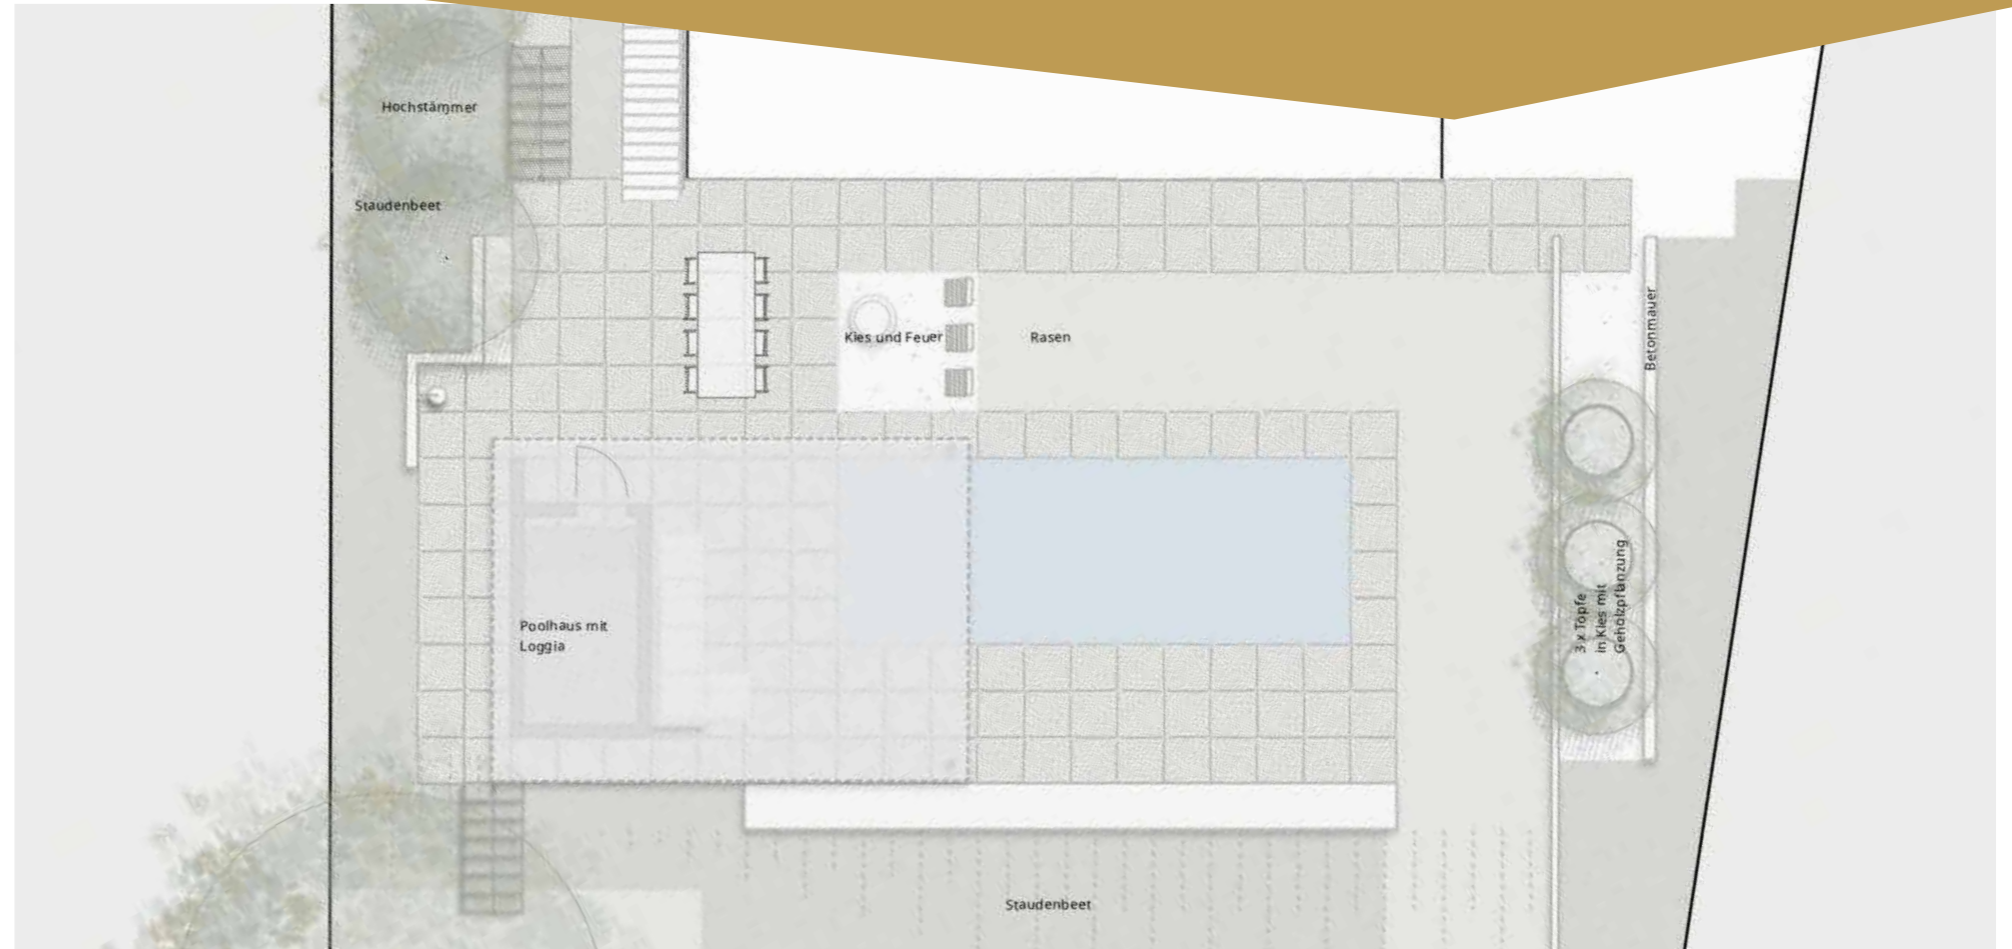 Hochstämmer
Staudenbeet
Kies und Feuer
Rasen
Betonmauer
Poolhaus mit
Loggia
3 x Töpfe
in Kies mit
Gehölzpflanzung
Staudenbeet